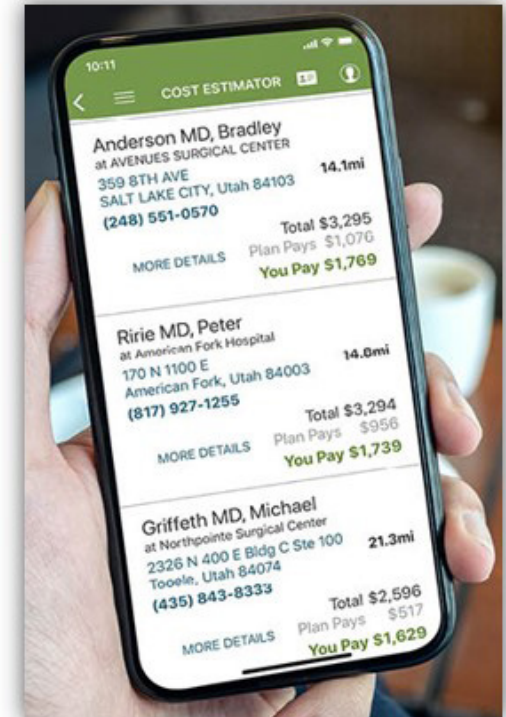 10:11
COST ESTIMATOR
Anderson MD, Bradley
at AVENUES SURGICAL CENTER
359 8TH AVE
SALT LAKE CITY, Utah 84103
14.1mi
(248) 551-0570
Total $3,295
MORE DETAILS Plan Pays $1,076
You Pay $1,769
Ririe MD, Peter
at American Fork Hospital
170 N 1100 E
American Fork, Utah 84003
14.8mi
(817) 927-1255
Total $3,294
MORE DETAILS Plan Pays $956
You Pay $1,739
Griffeth MD, Michael
at Northpointe Surgical Center
2326 N 400 E Bldg C Ste 100
21.3mi
Tooele, Utah 84074
(435) 843-8333
Total $2,596
MORE DETAILS Plan Pays $517
You Pay $1,629